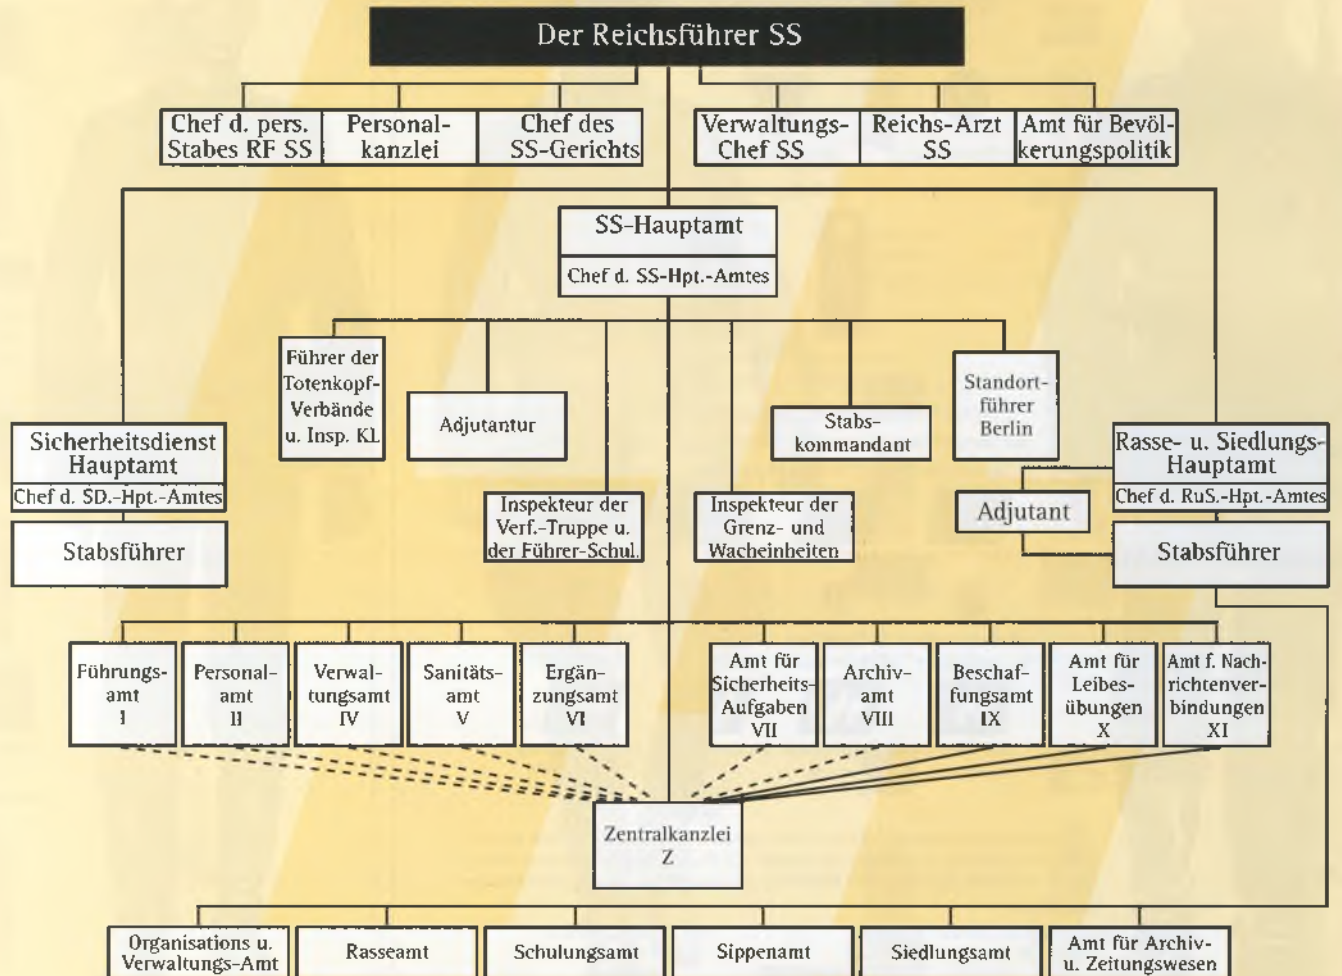 Der Reichsführer SS
Chef d. pers.
Stabes RF SS
Personal-
kanzlei
Chef des
SS-Gerichts
Verwaltungs-
Chef SS
Reichs-Arzt
SS
Amt für Bevöl-
kerungspolitik
SS-Hauptamt
Chef d. SS-Hpt.-Amtes
Führer der
Totenkopf-
Verbände
u. Insp. KL
Adjutantur
Inspekteur der
Verf.-Truppe u.
der Führer-Schul.
Inspekteur der
Grenz- und
Wacheinheiten
Stabs-
kommandant
Standort-
führer
Berlin
Sicherheitsdienst
Hauptamt
Chef d. SD.-Hpt.-Amtes
Stabsführer
Rasse- u. Siedlungs-
Hauptamt
Chef d. RuS.-Hpt.-Amtes
Adjutant
Stabsführer
Führungs-
amt
I
Personal-
amt
II
Verwal-
tungsamt
IV
Sanitäts-
amt
V
Ergän-
zungsamt
VI
Amt für
Sicherheits-
Aufgaben
VII
Archiv-
amt
VIII
Beschaf-
fungsamt
IX
Amt für
Leibes-
übungen
X
Amt f. Nach-
richtenver-
bindungen
XI
Zentralkanzlei
Z
Organisations u.
Verwaltungs-Amt
Rasseamt
Schulungsamt
Sippenamt
Siedlungsamt
Amt für Archiv-
u. Zeitungswesen